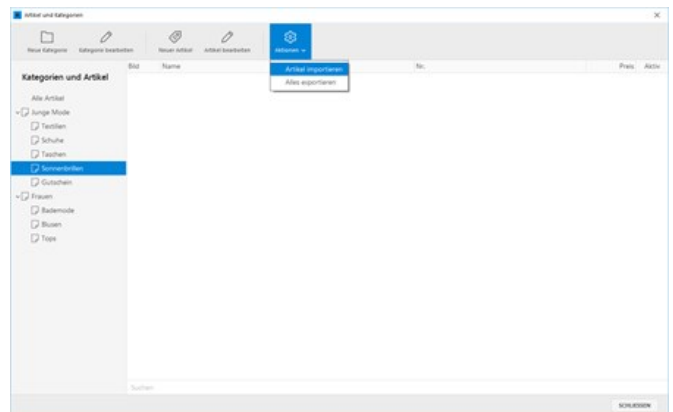 Artikel und Kategorien
Neue Kategorie Kategorie bearbeiten Neuer Artikel Artikel bearbeiten Aktionen
Bild Name Nr. Preis Aktiv
Artikel importieren
Alles exportieren
Kategorien und Artikel
Alle Artikel
Junge Mode
Textilien
Schuhe
Taschen
Sonnenbrillen
Gutschein
Frauen
Bademode
Blusen
Tops
Suchen
SCHLIESSEN